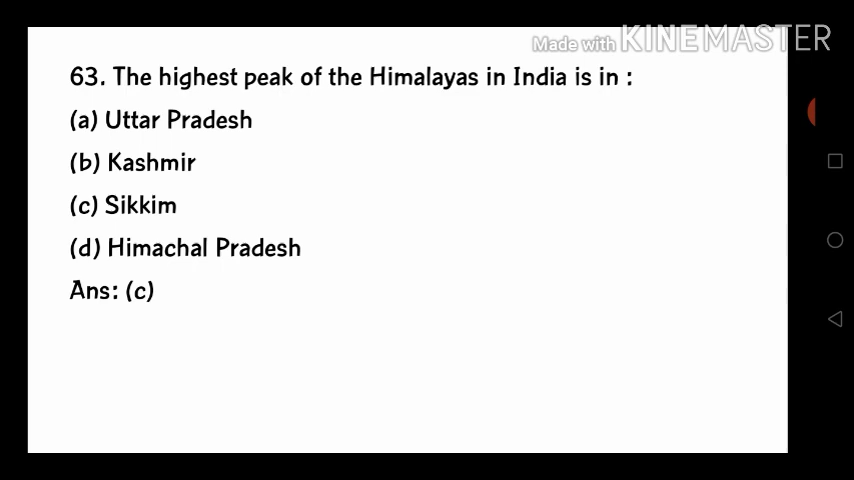 Made with KINEMASTER
63. The highest peak of the Himalayas in India is in :
(a) Uttar Pradesh
(b) Kashmir
(c) Sikkim
(d) Himachal Pradesh
Ans: (c)